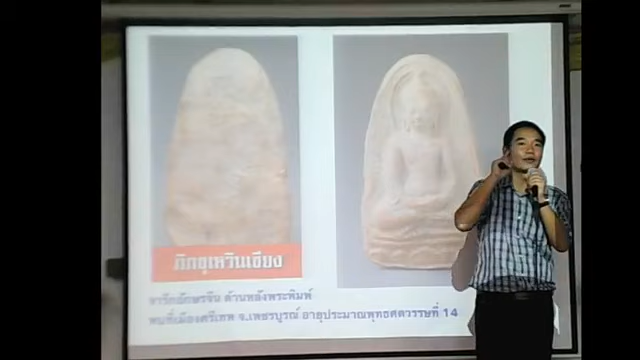 ภิกษุเหวินเซียง
จารึกอักษรจีน ด้านหลังพระพิมพ์
พบที่เมืองศรีเทพ จ.เพชรบูรณ์ อายุประมาณพุทธศตวรรษที่ 14